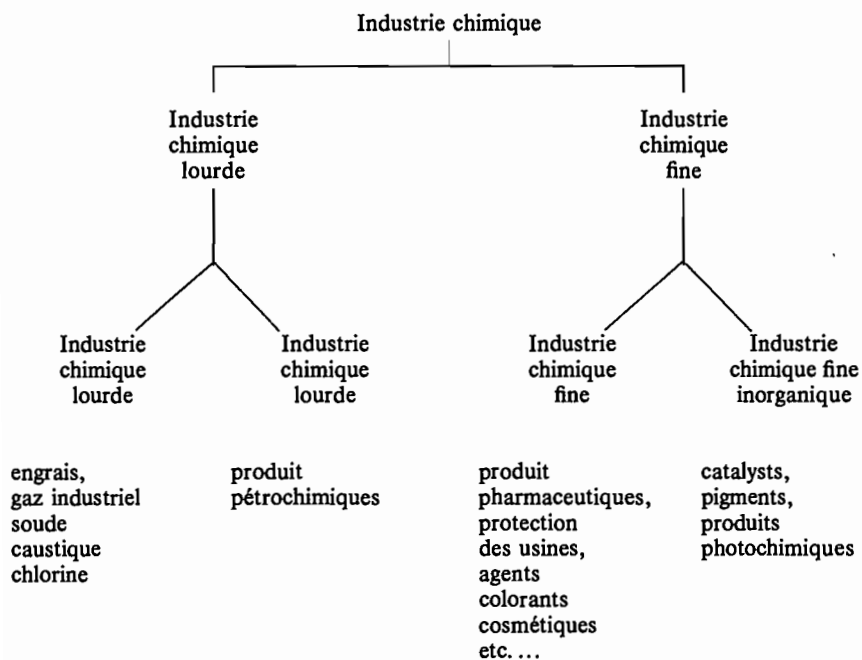 Industrie chimique
Industrie
chimique
lourde
Industrie
chimique
fine
Industrie
chimique
lourde
Industrie
chimique
lourde
Industrie
chimique
fine
Industrie
chimique fine
inorganique
engrais,
gaz industriel
soude
caustique
chlorine
produit
pétrochimiques
produit
pharmaceutiques,
protection
des usines,
agents
colorants
cosmétiques
etc. ...
catalysts,
pigments,
produits
photochimiques